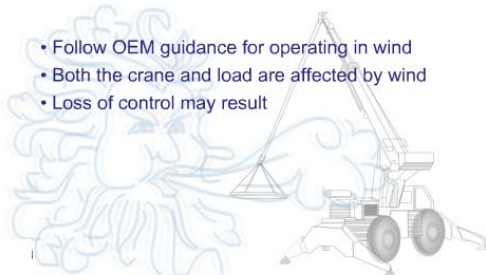 • Follow OEM guidance for operating in wind
• Both the crane and load are affected by wind
• Loss of control may result